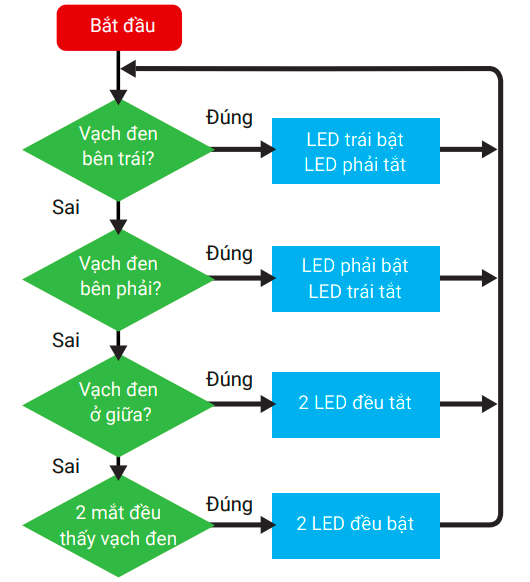 Bắt đầu
Vạch đen
bên trái?
Đúng
LED trái bật
LED phải tắt
Sai
Vạch đen
bên phải?
Đúng
LED phải bật
LED trái tắt
Sai
Vạch đen
ở giữa?
Đúng
2 LED đều tắt
Sai
2 mắt đều
thấy vạch đen
Đúng
2 LED đều bật